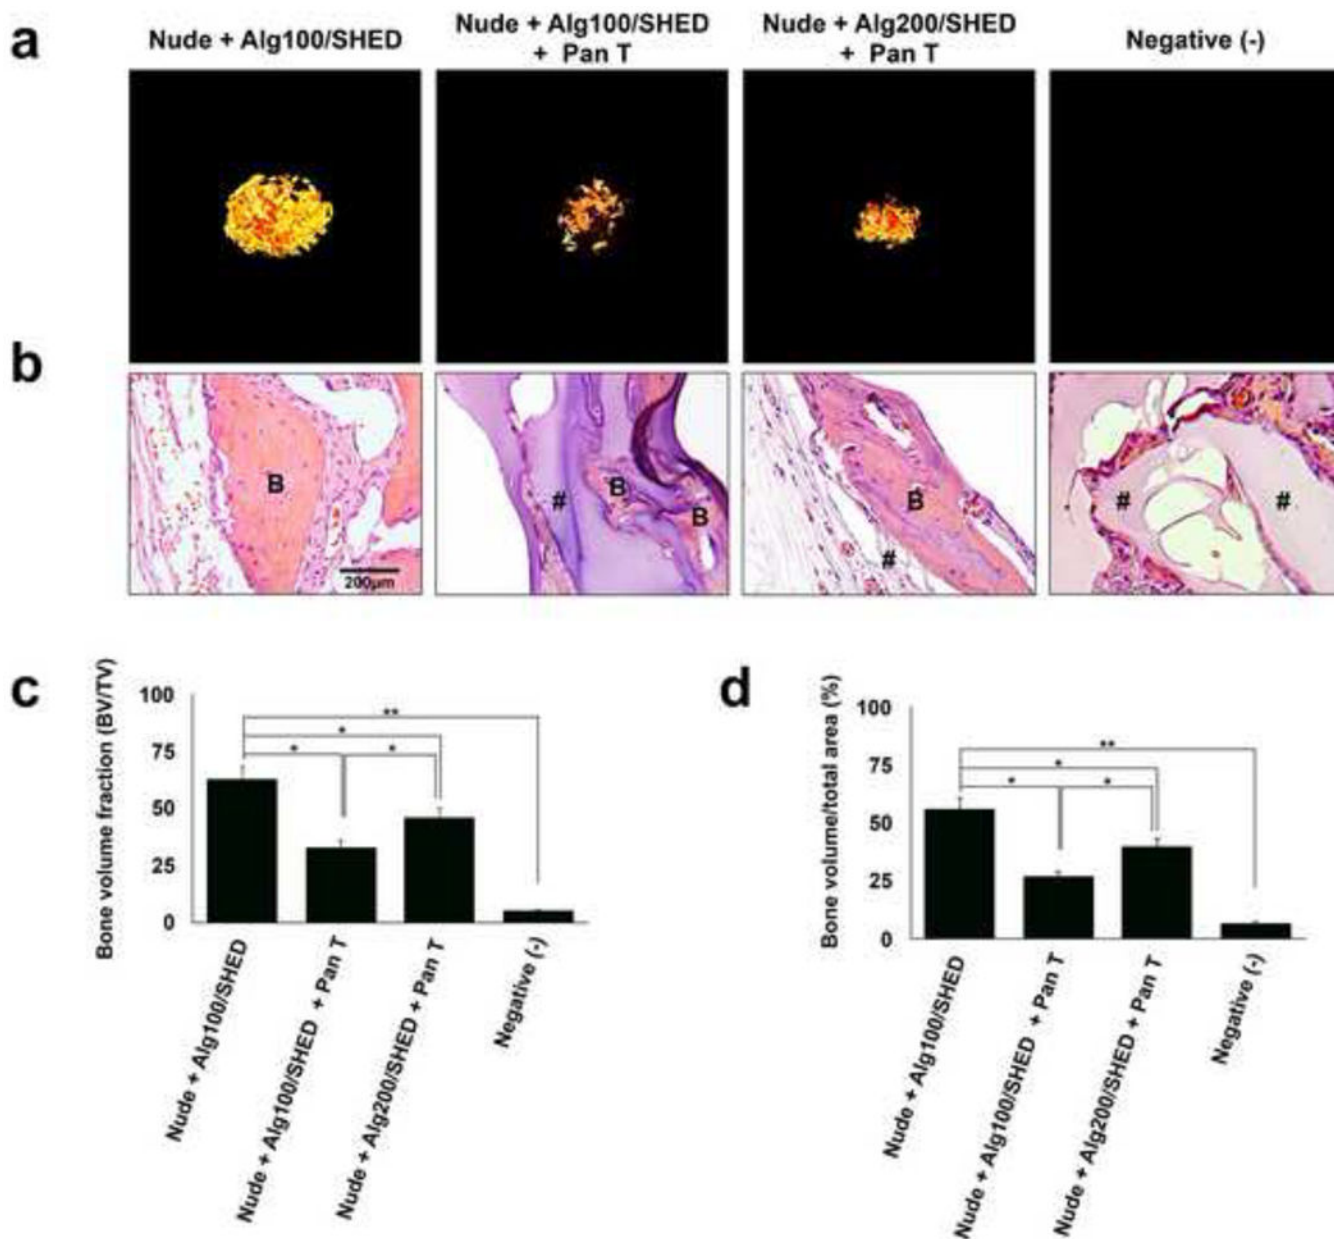 a
Nude + Alg100/SHED
Nude + Alg100/SHED
+ Pan T
Nude + Alg200/SHED
+ Pan T
Negative (-)
b
B
200µm
#
B
B
B
#
#
#
c
Bone volume fraction (BV/TV)
100
75
50
25
0
**
*
*
*
Nude + Alg100/SHED
Nude + Alg100/SHED + Pan T
Nude + Alg200/SHED + Pan T
Negative (-)
d
Bone volume/total area (%)
100
75
50
25
0
**
*
*
*
Nude + Alg100/SHED
Nude + Alg100/SHED + Pan T
Nude + Alg200/SHED + Pan T
Negative (-)